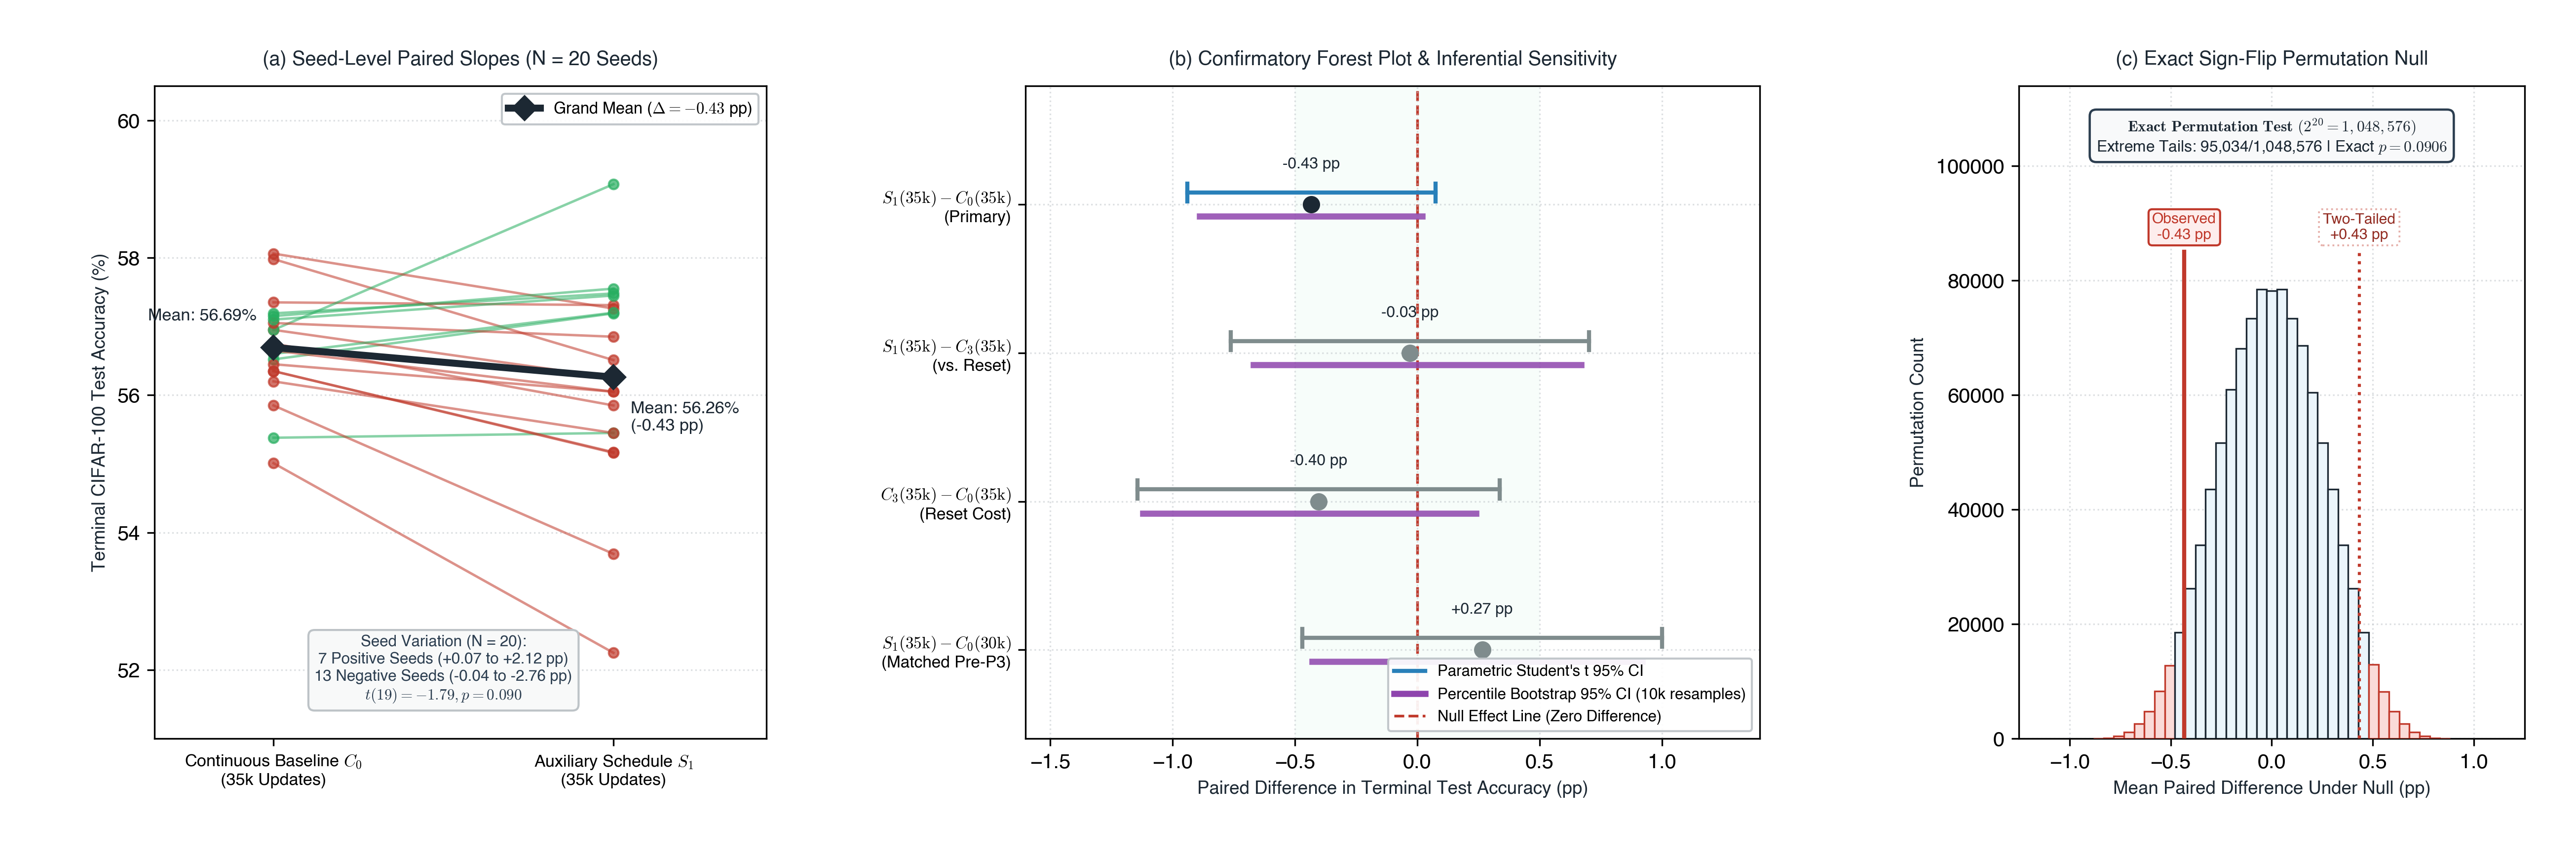 (a) Seed-Level Paired Slopes (N = 20 Seeds)
Grand Mean (Δ = −0.43 pp)
Terminal CIFAR-100 Test Accuracy (%)
60
58
56
54
52
Mean: 56.69%
Mean: 56.26%
(-0.43 pp)
Seed Variation (N = 20):
7 Positive Seeds (+0.07 to +2.12 pp)
13 Negative Seeds (-0.04 to -2.76 pp)
t(19) = −1.79, p = 0.090
Continuous Baseline C₀
(35k Updates)
Auxiliary Schedule S₁
(35k Updates)
(b) Confirmatory Forest Plot & Inferential Sensitivity
S₁(35k) − C₀(35k)
(Primary)
-0.43 pp
S₁(35k) − C₃(35k)
(vs. Reset)
-0.03 pp
C₃(35k) − C₀(35k)
(Reset Cost)
-0.40 pp
S₁(35k) − C₀(30k)
(Matched Pre-P3)
+0.27 pp
Parametric Student's t 95% CI
Percentile Bootstrap 95% CI (10k resamples)
Null Effect Line (Zero Difference)
−1.5 −1.0 −0.5 0.0 0.5 1.0
Paired Difference in Terminal Test Accuracy (pp)
(c) Exact Sign-Flip Permutation Null
Exact Permutation Test (2²⁰ = 1,048,576)
Extreme Tails: 95,034/1,048,576 | Exact p = 0.0906
Observed
-0.43 pp
Two-Tailed
+0.43 pp
Permutation Count
100000
80000
60000
40000
20000
0
−1.0 −0.5 0.0 0.5 1.0
Mean Paired Difference Under Null (pp)